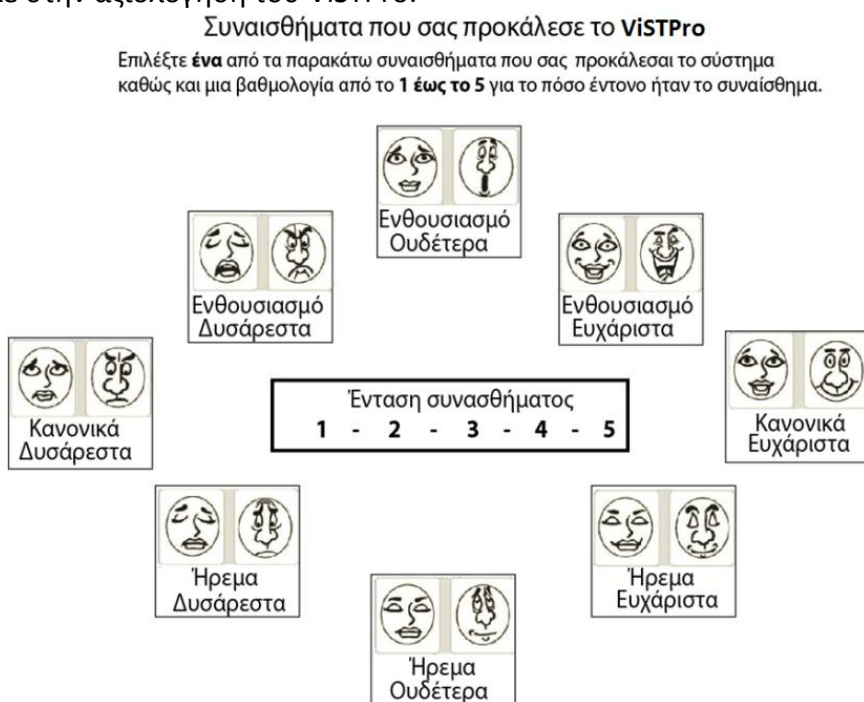 Συναισθήματα που σας προκάλεσε το ViSTPro
Επιλέξτε ένα από τα παρακάτω συναισθήματα που σας προκάλεσαι το σύστημα
καθώς και μια βαθμολογία από το 1 έως το 5 για το πόσο έντονο ήταν το συναίσθημα.
Ενθουσιασμό
Ουδέτερα
Ενθουσιασμό
Δυσάρεστα
Ενθουσιασμό
Ευχάριστα
Κανονικά
Δυσάρεστα
Ένταση συνασθήματος
1 - 2 - 3 - 4 - 5
Κανονικά
Ευχάριστα
Ήρεμα
Δυσάρεστα
Ήρεμα
Ευχάριστα
Ήρεμα
Ουδέτερα